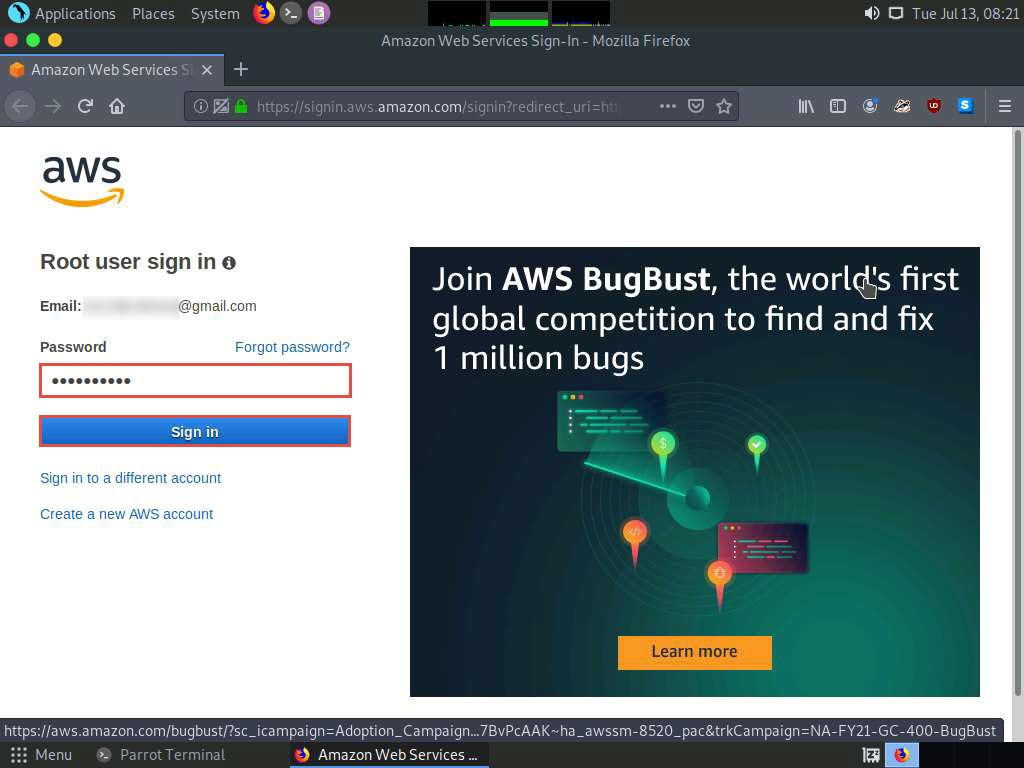 Applications Places System Tue Jul 13, 08:21
Amazon Web Services Sign-In - Mozilla Firefox
Amazon Web Services Si
https://signin.aws.amazon.com/signin?redirect_uri=htt
aws
Root user sign in
Email: @gmail.com
Password Forgot password?
Sign in
Sign in to a different account
Create a new AWS account
Join AWS BugBust, the world's first
global competition to find and fix
1 million bugs
$
</>
Learn more
https://aws.amazon.com/bugbust/?sc_icampaign=Adoption_Campaign...7BvPcAAK~ha_awssm-8520_pac&trkCampaign=NA-FY21-GC-400-BugBust
Menu Parrot Terminal Amazon Web Services ...